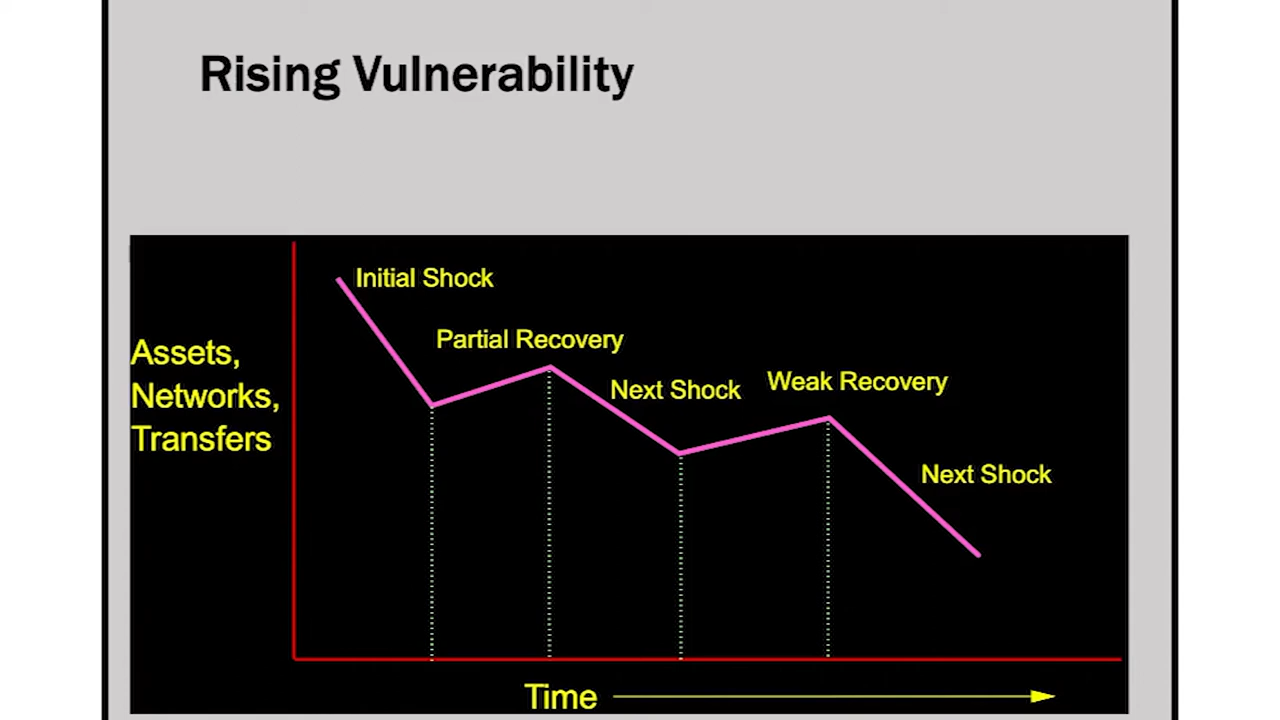 Rising Vulnerability
Initial Shock
Partial Recovery
Assets,
Networks,
Transfers
Next Shock
Weak Recovery
Next Shock
Time